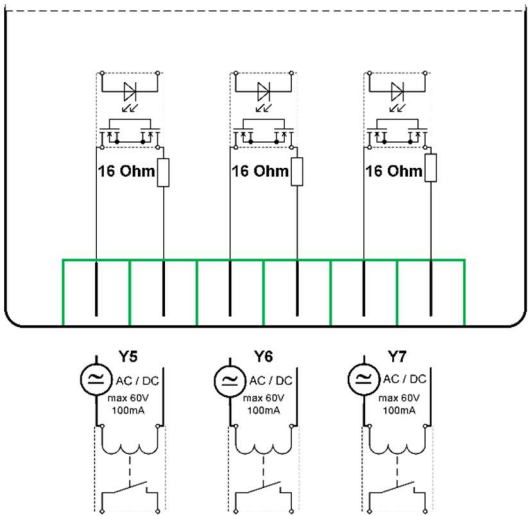 16 Ohm 16 Ohm 16 Ohm
Y5 Y6 Y7
AC / DC AC / DC AC / DC
max 60V max 60V max 60V
100mA 100mA 100mA